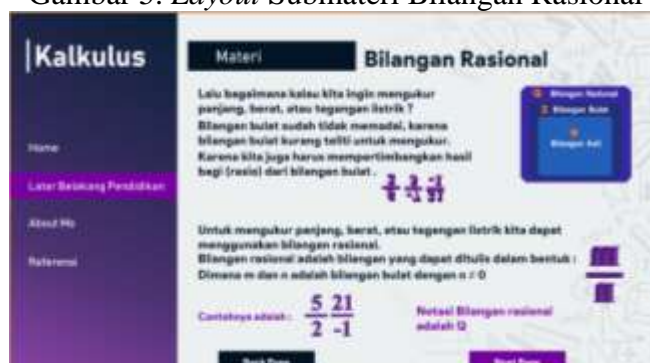 Gambar 3. Layout Submateri Bilangan Rasional
Kalkulus
Materi
Bilangan Rasional
Lalu bagaimana kalau kita ingin mengukur
panjang, berat, atau tegangan listrik ?
Bilangan bulat sudah tidak memadai, karena
bilangan bulat kurang teliti untuk mengukur.
Karena kita juga harus mempertimbangkan hasil
bagi (rasio) dari bilangan bulat.
Bilangan Rasional
Bilangan Bulat
Bilangan Asli
Home
Latar Belakang Pendidikan
About Me
Referensi
Untuk mengukur panjang, berat, atau tegangan listrik kita dapat
menggunakan bilangan rasional.
Bilangan rasional adalah bilangan yang dapat ditulis dalam bentuk :
Dimana m dan n adalah bilangan bulat dengan n ≠ 0
m
n
Contohnya adalah :
5 21
2 -1
Notasi Bilangan rasional
adalah Q
Back Page
Next Page